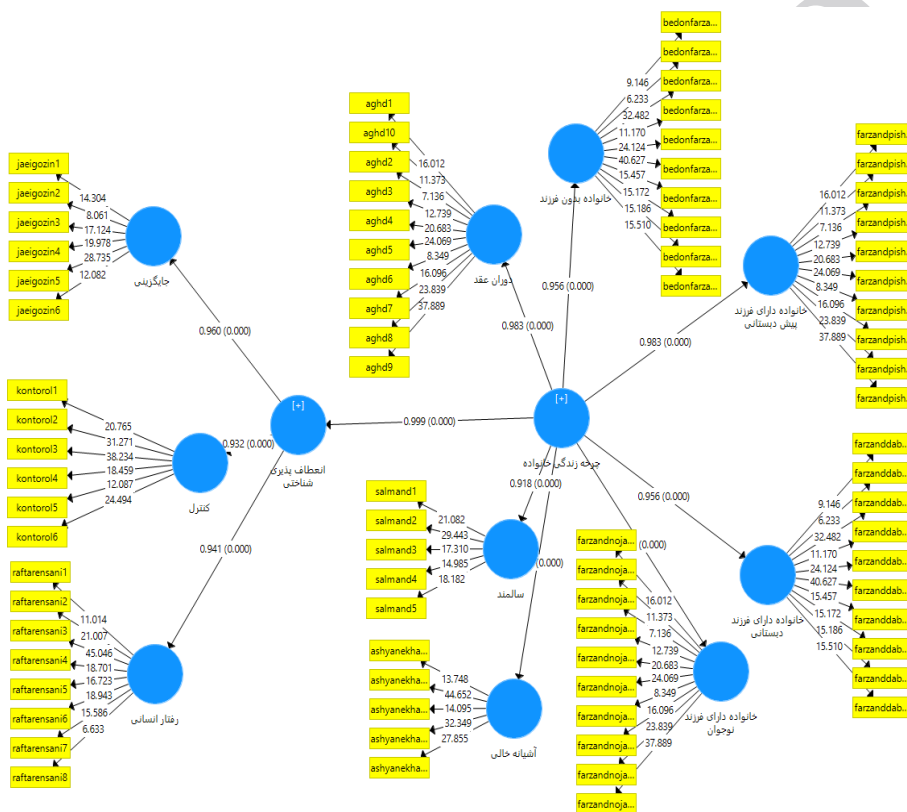 bedonfarza...
bedonfarza...
bedonfarza...
bedonfarza...
bedonfarza...
bedonfarza...
bedonfarza...
bedonfarza...
bedonfarza...
bedonfarza...
9.146
6.233
32.482
11.170
24.124
40.627
15.457
15.172
15.186
15.510
خانواده بدون فرزند
0.956 (0.000)
aghd1
aghd10
aghd2
aghd3
aghd4
aghd5
aghd6
aghd7
aghd8
aghd9
16.012
11.373
7.136
12.739
20.683
24.069
8.349
16.096
23.839
37.889
دوران عقد
0.983 (0.000)
farzandpish.
farzandpish.
farzandpish.
farzandpish.
farzandpish.
farzandpish.
farzandpish.
farzandpish.
farzandpish.
farzandpish.
16.012
11.373
7.136
12.739
20.683
24.069
8.349
16.096
23.839
37.889
خانواده دارای فرزند
پیش دبستانی
0.983 (0.000)
jaeigozin1
jaeigozin2
jaeigozin3
jaeigozin4
jaeigozin5
jaeigozin6
14.304
8.061
17.124
19.978
28.735
12.082
جایگزینی
0.960 (0.000)
kontorol1
kontorol2
kontorol3
kontorol4
kontorol5
kontorol6
20.765
31.271
38.234
18.459
12.087
24.494
کنترل
0.932 (0.000)
[+]
انعطاف پذیری
شناختی
0.999 (0.000)
[+]
چرخه زندگی خانواده
raftarensani1
raftarensani2
raftarensani3
raftarensani4
raftarensani5
raftarensani6
raftarensani7
raftarensani8
11.014
21.007
45.046
18.701
16.723
18.943
15.586
6.633
رفتار انسانی
0.941 (0.000)
salmand1
salmand2
salmand3
salmand4
salmand5
21.082
29.443
17.310
14.985
18.182
سالمند
0.918 (0.000)
ashyanekha...
ashyanekha...
ashyanekha...
ashyanekha...
ashyanekha...
13.748
44.652
14.095
32.349
27.855
آشیانه خالی
(0.000)
farzandnoja...
farzandnoja...
farzandnoja...
farzandnoja...
farzandnoja...
farzandnoja...
farzandnoja...
farzandnoja...
farzandnoja...
farzandnoja...
16.012
11.373
7.136
12.739
20.683
24.069
8.349
16.096
23.839
37.889
خانواده دارای فرزند
نوجوان
(0.000)
farzanddab..
farzanddab..
farzanddab..
farzanddab..
farzanddab..
farzanddab..
farzanddab..
farzanddab..
farzanddab..
farzanddab..
9.146
6.233
32.482
11.170
24.124
40.627
15.457
15.172
15.186
15.510
خانواده دارای فرزند
دبستانی
0.956 (0.000)